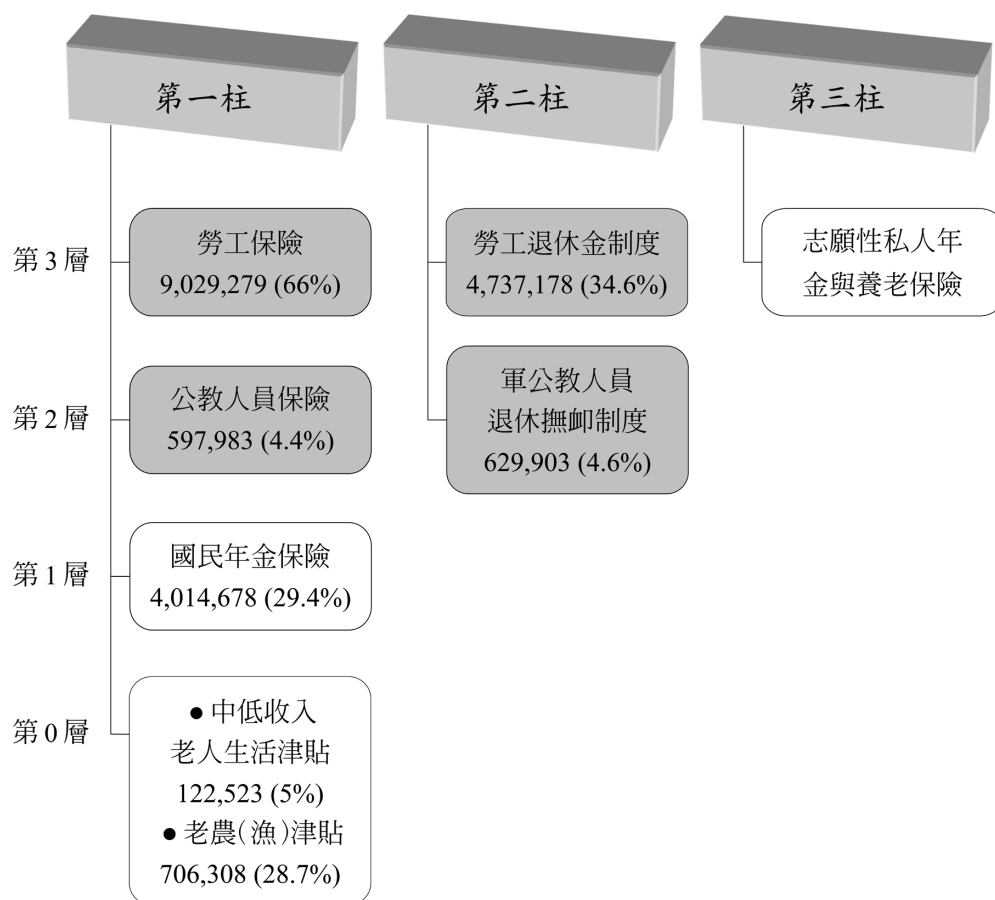 第一柱
第二柱
第三柱
第3層
勞工保險
9,029,279 (66%)
勞工退休金制度
4,737,178 (34.6%)
志願性私人年
金與養老保險
第2層
公教人員保險
597,983 (4.4%)
軍公教人員
退休撫卹制度
629,903 (4.6%)
第1層
國民年金保險
4,014,678 (29.4%)
第0層
● 中低收入
老人生活津貼
122,523 (5%)
● 老農(漁)津貼
706,308 (28.7%)